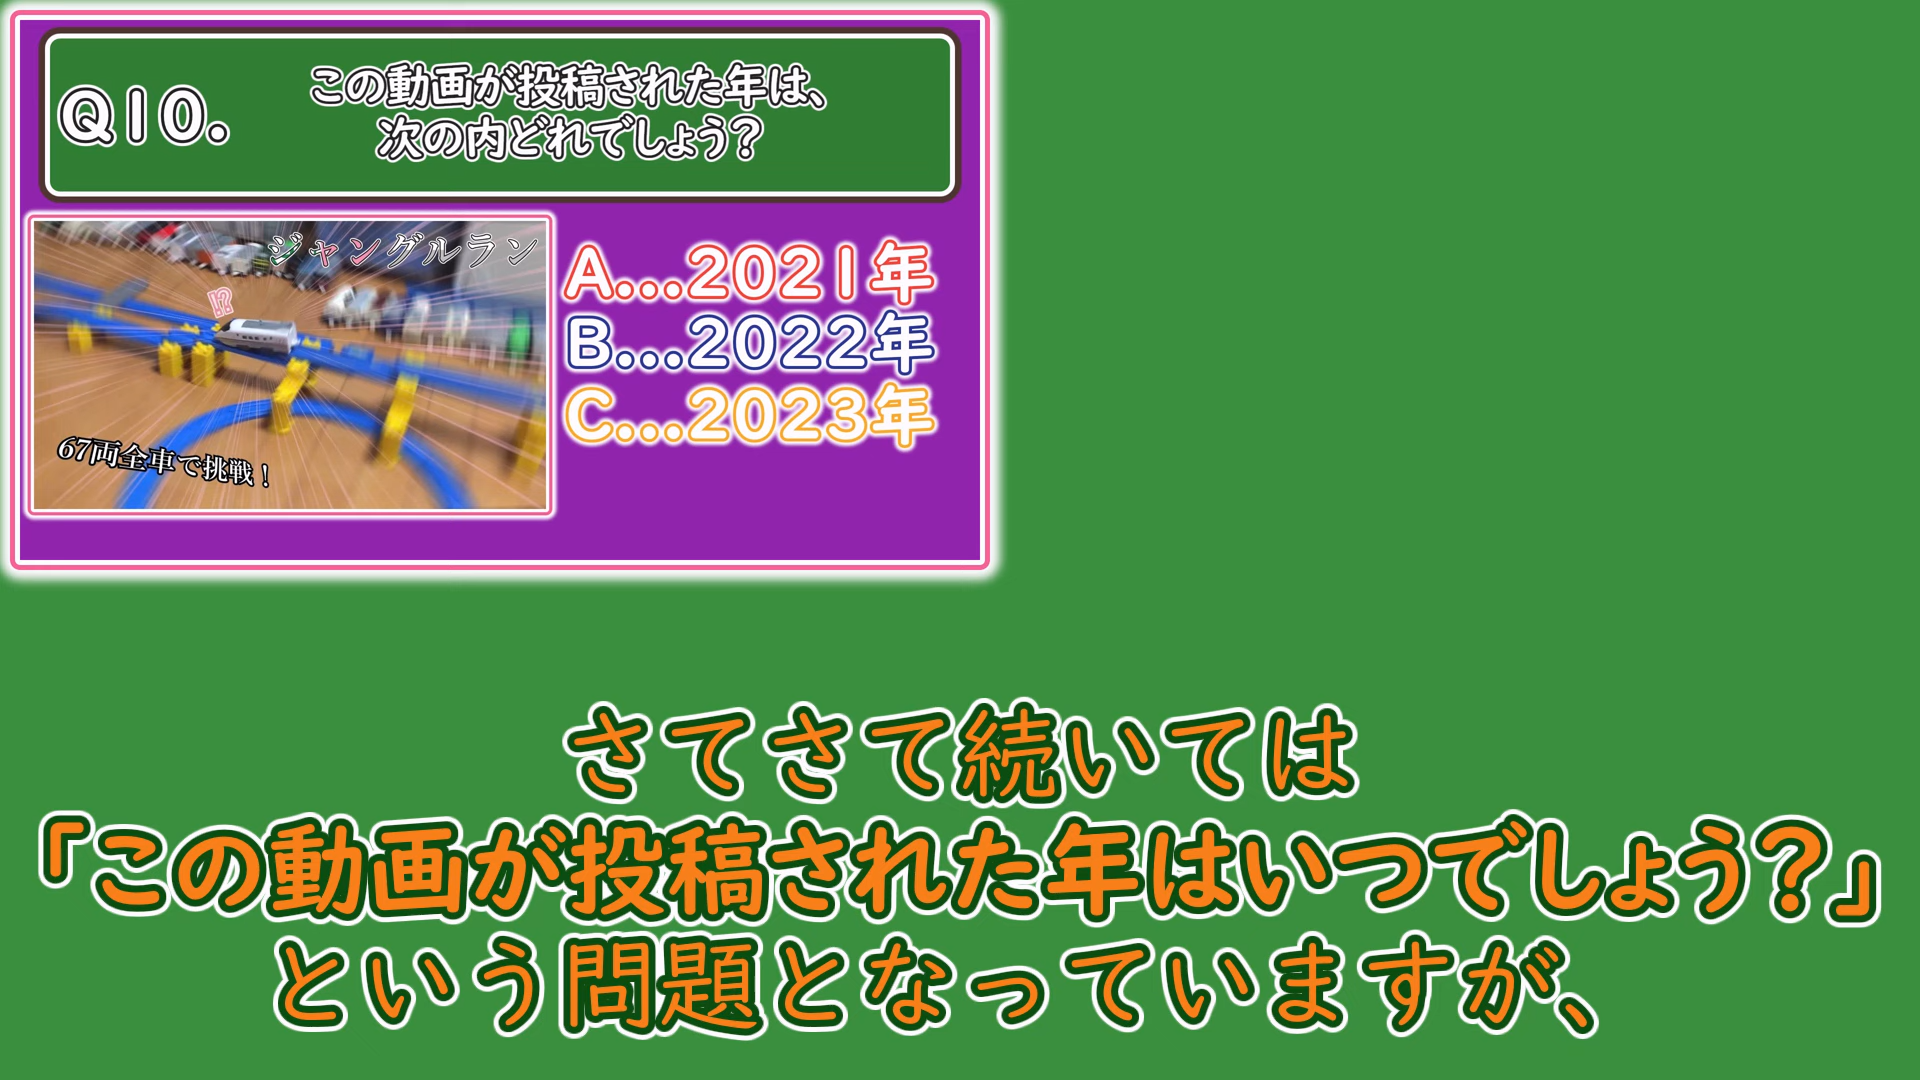 Q10.
この動画が投稿された年は、
次の内どれでしょう？
ジャングルラン
!?
67両全車で挑戦！
A...2021年
B...2022年
C...2023年
さてさて続いては
「この動画が投稿された年はいつでしょう？」
という問題となっていますが、